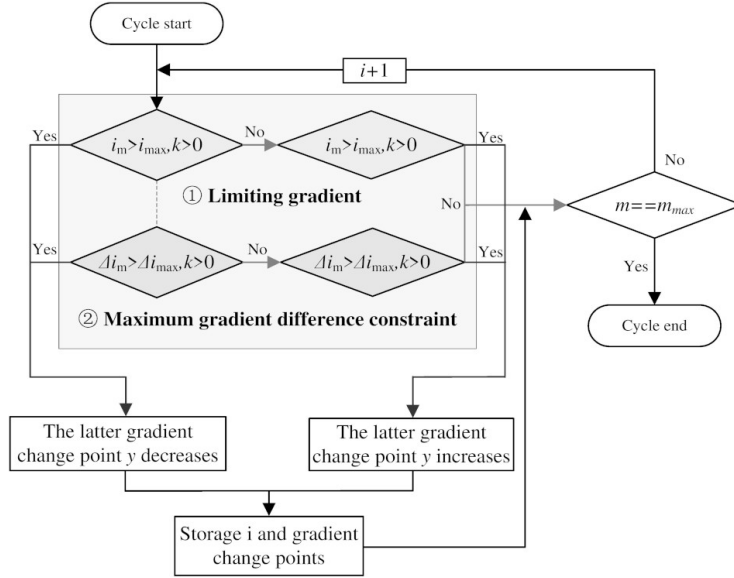 Cycle start
i+1
Yes
i_m>i_max,k>0
No
i_m>i_max,k>0
Yes
No
① Limiting gradient
No
m==m_max
Yes
Δi_m>Δi_max,k>0
No
Δi_m>Δi_max,k>0
Yes
Yes
② Maximum gradient difference constraint
Cycle end
The latter gradient
change point y decreases
The latter gradient
change point y increases
Storage i and gradient
change points